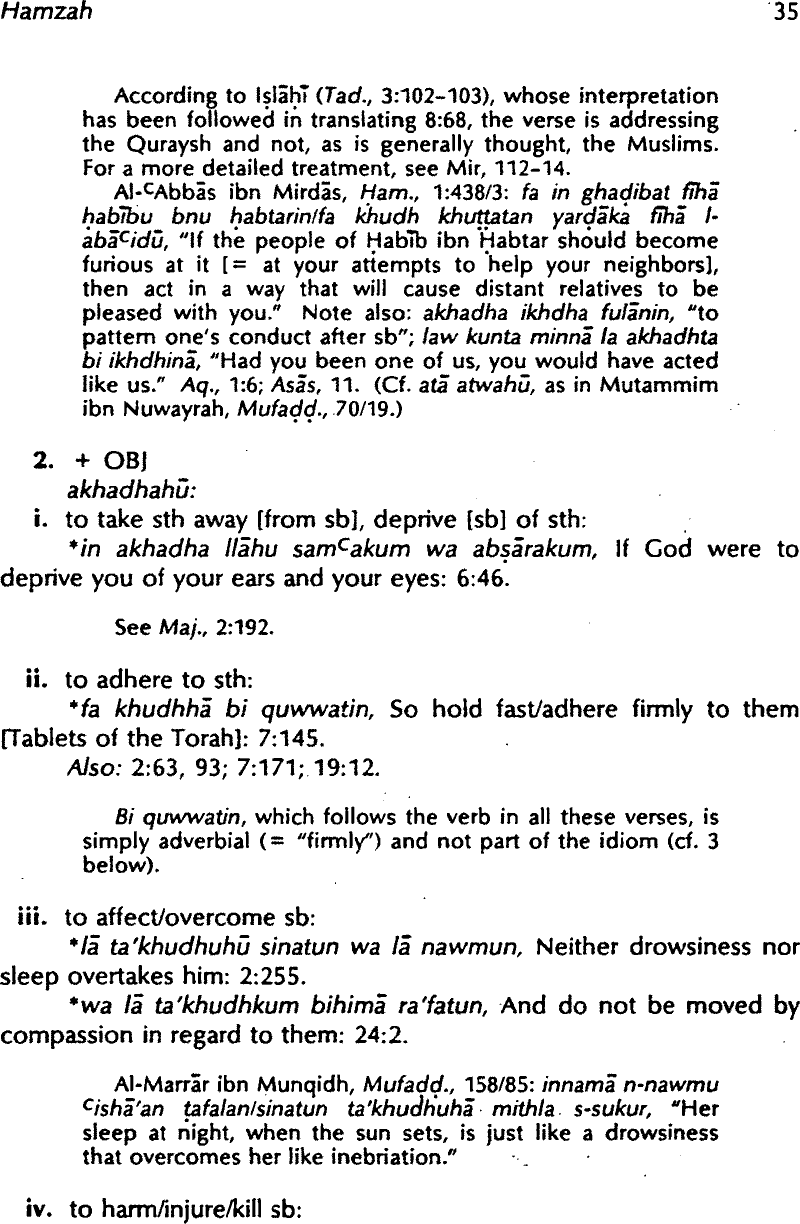 Hamzah 35
According to Iṣlāḥī (Tad., 3:102-103), whose interpretation
has been followed in translating 8:68, the verse is addressing
the Quraysh and not, as is generally thought, the Muslims.
For a more detailed treatment, see Mir, 112-14.
Al-ᶜAbbās ibn Mirdās, Ḥam., 1:438/3: fa in ghaḍibat fīhā
ḥabību bnu ḥabtarin/fa khudh khuṭṭatan yarḍāka fīhā l-
abāᶜidū, "If the people of Ḥabīb ibn Ḥabtar should become
furious at it [= at your attempts to help your neighbors],
then act in a way that will cause distant relatives to be
pleased with you." Note also: akhadha ikhdha fulānin, "to
pattern one's conduct after sb"; law kunta minnā la akhadhta
bi ikhdhinā, "Had you been one of us, you would have acted
like us." Aq., 1:6; Asās, 11. (Cf. atā atwahū, as in Mutammim
ibn Nuwayrah, Mufaḍḍ., 70/19.)
2. + OBJ
akhadhahū:
i. to take sth away [from sb], deprive [sb] of sth:
*in akhadha llāhu samᶜakum wa abṣārakum, If God were to
deprive you of your ears and your eyes: 6:46.
See Maj., 2:192.
ii. to adhere to sth:
*fa khudhhā bi quwwatin, So hold fast/adhere firmly to them
[Tablets of the Torah]: 7:145.
Also: 2:63, 93; 7:171; 19:12.
Bi quwwatin, which follows the verb in all these verses, is
simply adverbial (= "firmly") and not part of the idiom (cf. 3
below).
iii. to affect/overcome sb:
*lā ta'khudhuhū sinatun wa lā nawmun, Neither drowsiness nor
sleep overtakes him: 2:255.
*wa lā ta'khudhkum bihimā ra'fatun, And do not be moved by
compassion in regard to them: 24:2.
Al-Marrār ibn Munqidh, Mufaḍḍ., 158/85: innamā n-nawmu
ᶜishā'an ṭafalan/sinatun ta'khudhuhā mithla s-sukur, "Her
sleep at night, when the sun sets, is just like a drowsiness
that overcomes her like inebriation."
iv. to harm/injure/kill sb: